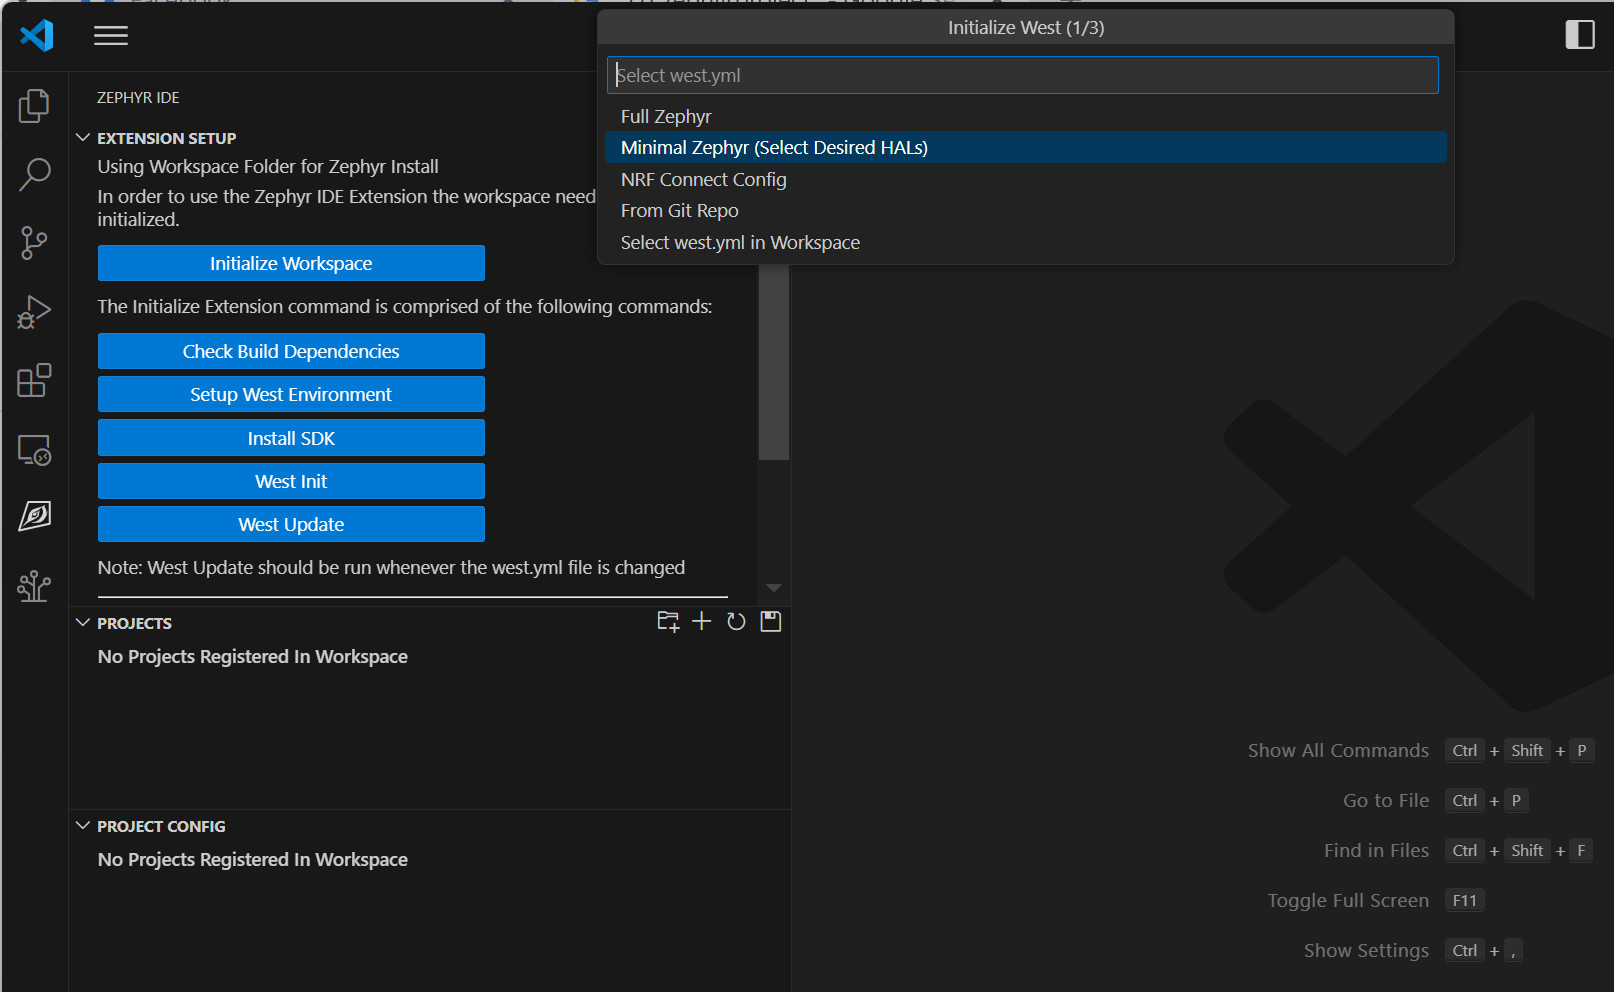 Initialize West (1/3)
Select west.yml
Full Zephyr
Minimal Zephyr (Select Desired HALs)
NRF Connect Config
From Git Repo
Select west.yml in Workspace
ZEPHYR IDE
EXTENSION SETUP
Using Workspace Folder for Zephyr Install
In order to use the Zephyr IDE Extension the workspace need
initialized.
Initialize Workspace
The Initialize Extension command is comprised of the following commands:
Check Build Dependencies
Setup West Environment
Install SDK
West Init
West Update
Note: West Update should be run whenever the west.yml file is changed
PROJECTS
No Projects Registered In Workspace
PROJECT CONFIG
No Projects Registered In Workspace
Show All Commands Ctrl + Shift + P
Go to File Ctrl + P
Find in Files Ctrl + Shift + F
Toggle Full Screen F11
Show Settings Ctrl + ,